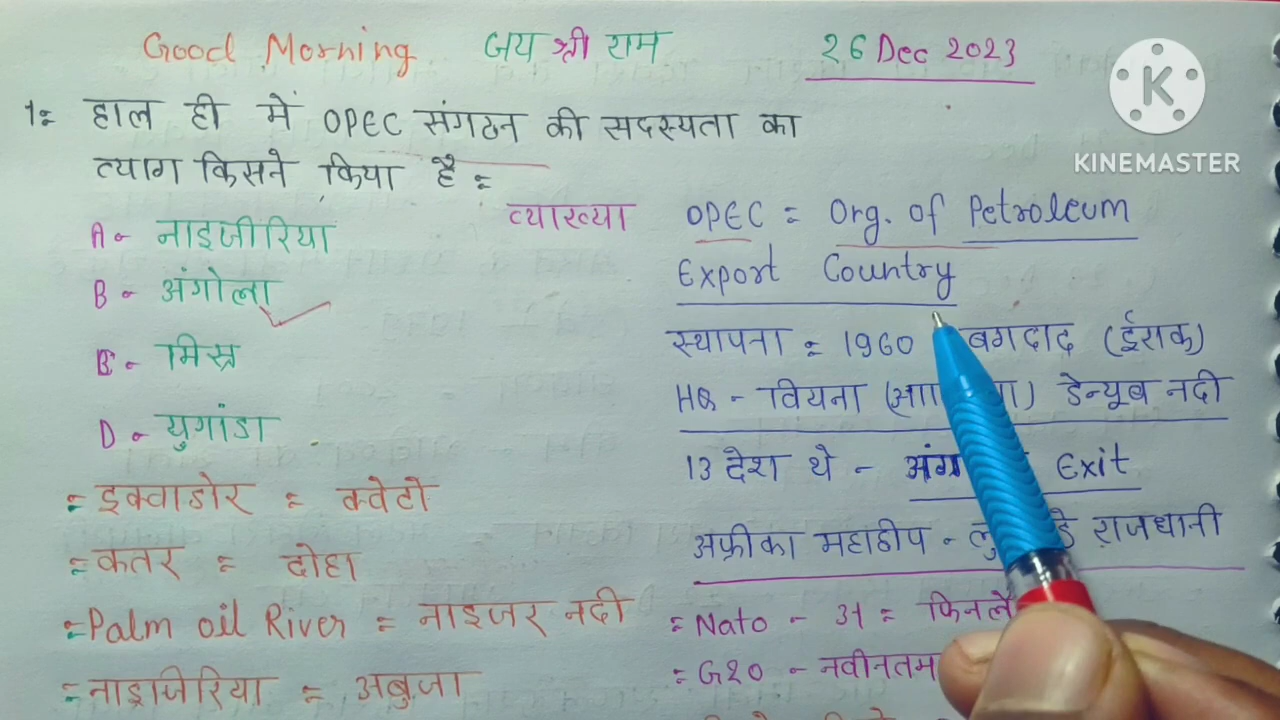 Good Morning जय श्री राम 26 Dec 2023
1:- हाल ही में OPEC संगठन की सदस्यता का
त्याग किसने किया है :-
A - नाइजीरिया
B - अंगोला
C - मिस्र
D - युगांडा
:- इक्वाडोर :- क्वेटो
:- कतर :- दोहा
:- Palm oil River :- नाइजर नदी
:- नाइजिरिया :- अबुजा
व्याख्या OPEC :- Org. of Petroleum
Export Country
स्थापना :- 1960 बगदाद (ईराक)
HQ - वियना डेन्यूब नदी
13 देश थे - Exit
अफ्रीका महाद्वीप - राजधानी
:- Nato - 31 :-
:- G20 - नवीनतम
KINEMASTER